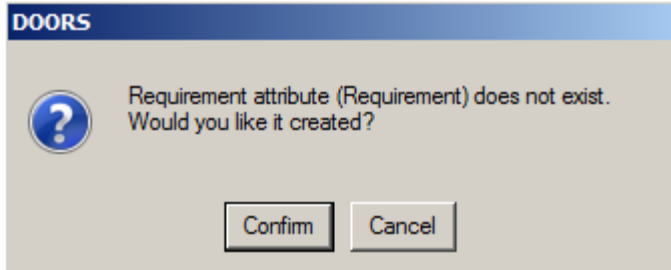 DOORS
Requirement attribute (Requirement) does not exist.
Would you like it created?
Confirm Cancel